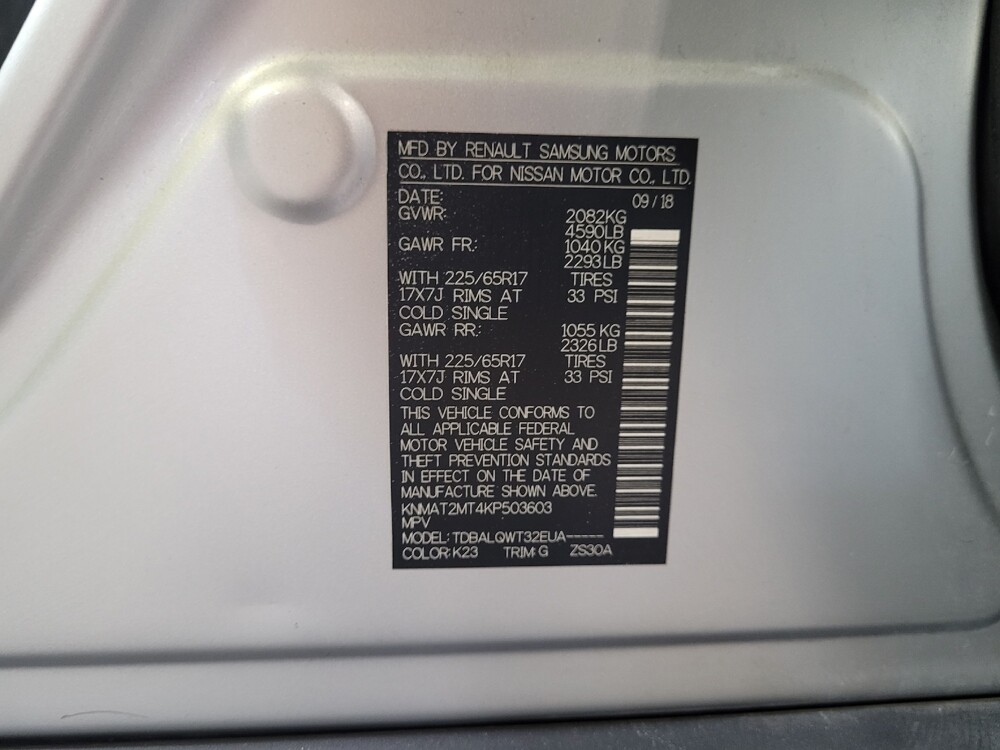 MFD BY RENAULT SAMSUNG MOTORS
CO., LTD. FOR NISSAN MOTOR CO., LTD.
DATE: 09/18
GVWR: 2082KG
4590LB
GAWR FR.: 1040KG
2293LB
WITH 225/65R17 TIRES
17X7J RIMS AT 33 PSI
COLD SINGLE
GAWR RR.: 1055KG
2326LB
WITH 225/65R17 TIRES
17X7J RIMS AT 33 PSI
COLD SINGLE
THIS VEHICLE CONFORMS TO
ALL APPLICABLE FEDERAL
MOTOR VEHICLE SAFETY AND
THEFT PREVENTION STANDARDS
IN EFFECT ON THE DATE OF
MANUFACTURE SHOWN ABOVE.
KNMAT2MT4KP503603
MPV
MODEL: TDBALQWT32EUA-----
COLOR: K23 TRIM: G ZS30A